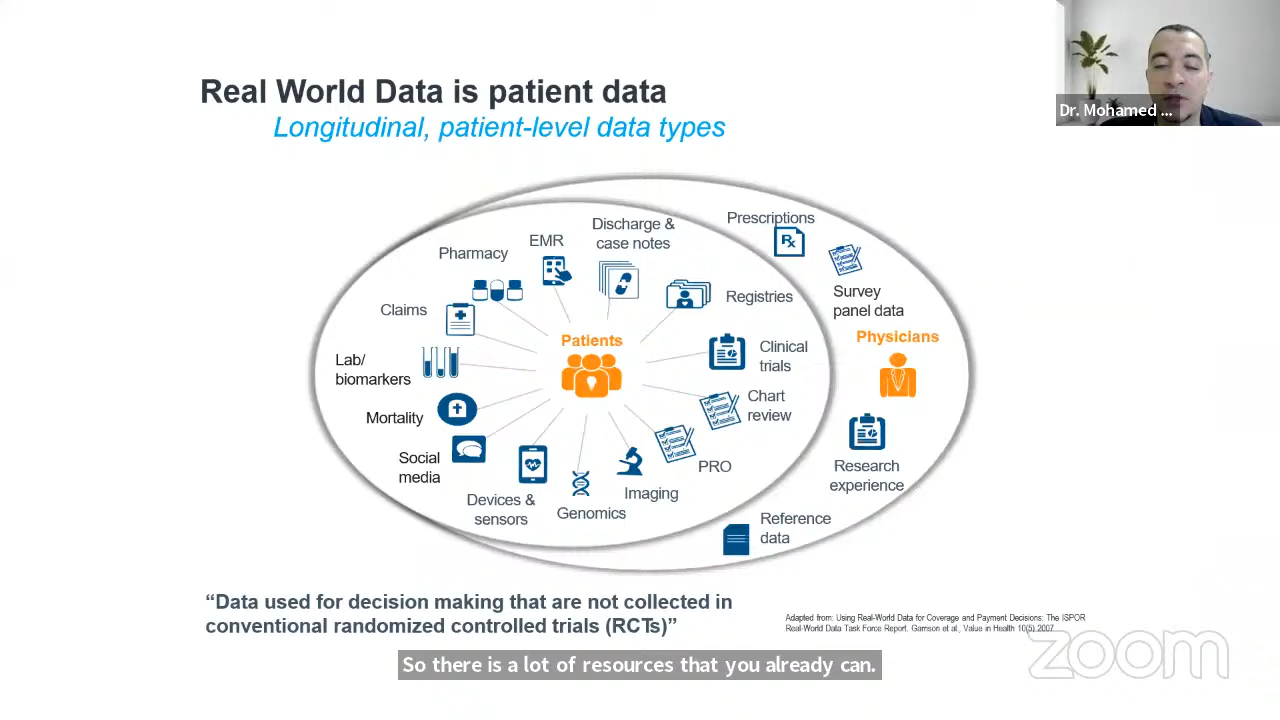 Real World Data is patient data
Longitudinal, patient-level data types
Dr. Mohamed ...
Discharge &
case notes
EMR
Pharmacy
Claims
Lab/
biomarkers
Mortality
Social
media
Devices &
sensors
Genomics
Imaging
PRO
Chart
review
Clinical
trials
Registries
Patients
Prescriptions
Rx
Survey
panel data
Physicians
Research
experience
Reference
data
“Data used for decision making that are not collected in
conventional randomized controlled trials (RCTs)”
Adapted from: Using Real-World Data for Coverage and Payment Decisions: The ISPOR
Real-World Data Task Force Report. Garrison et al., Value in Health 10(5).2007
zoom
So there is a lot of resources that you already can.